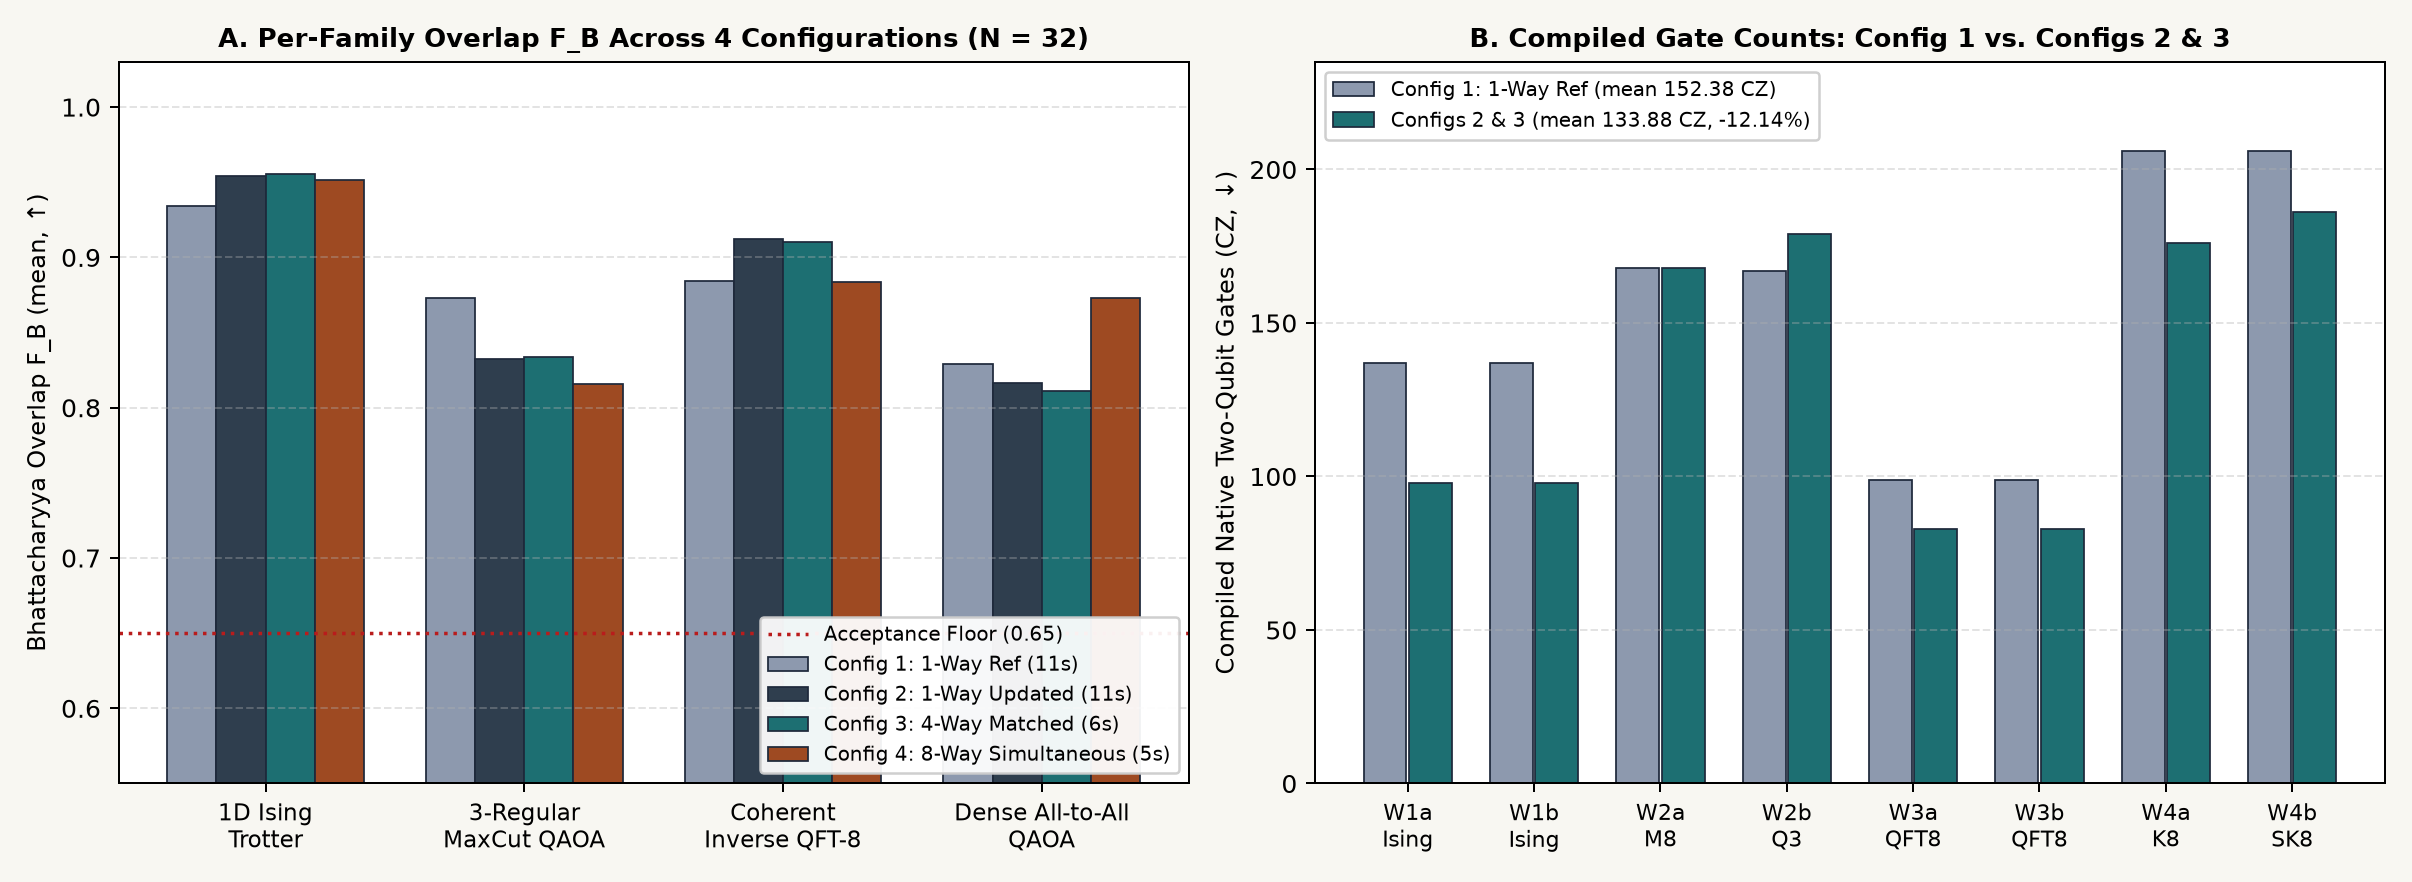 A. Per-Family Overlap F_B Across 4 Configurations (N = 32)
Bhattacharyya Overlap F_B (mean, ↑)
1.0
0.9
0.8
0.7
0.6
Acceptance Floor (0.65)
Config 1: 1-Way Ref (11s)
Config 2: 1-Way Updated (11s)
Config 3: 4-Way Matched (6s)
Config 4: 8-Way Simultaneous (5s)
1D Ising
Trotter
3-Regular
MaxCut QAOA
Coherent
Inverse QFT-8
Dense All-to-All
QAOA
B. Compiled Gate Counts: Config 1 vs. Configs 2 & 3
Compiled Native Two-Qubit Gates (CZ, ↓)
Config 1: 1-Way Ref (mean 152.38 CZ)
Configs 2 & 3 (mean 133.88 CZ, -12.14%)
200
150
100
50
0
W1a
Ising
W1b
Ising
W2a
M8
W2b
Q3
W3a
QFT8
W3b
QFT8
W4a
K8
W4b
SK8